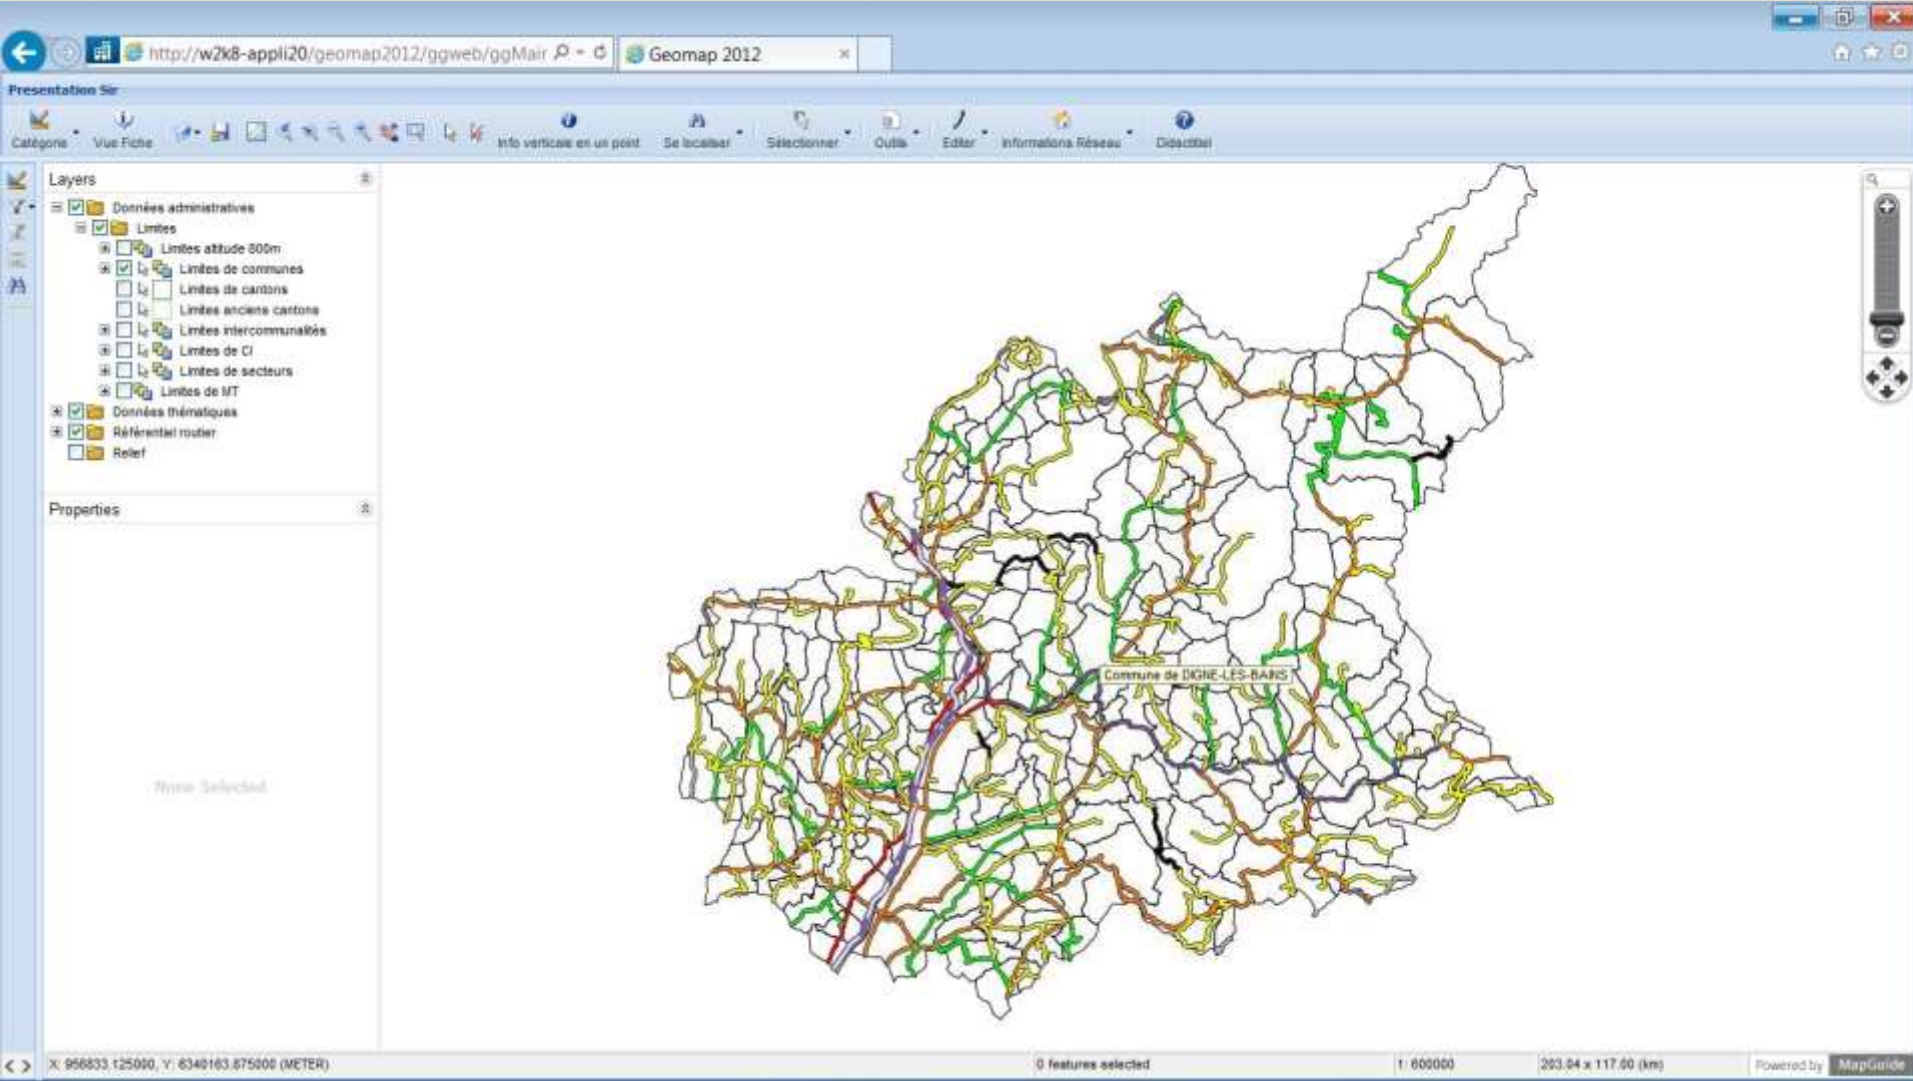 http://w2k8-appli20/geomap2012/ggweb/ggMair
Geomap 2012
Presentation Sir
Catégorie
Vue Fiche
Info verticale en un point
Se localiser
Sélectionner
Outils
Editer
Informations Réseau
Didactitiel
Layers
Données administratives
Limites
Limites altitude 800m
Limites de communes
Limites de cantons
Limites anciens cantons
Limites intercommunalités
Limites de CI
Limites de secteurs
Limites de MT
Données thématiques
Référentiel routier
Relief
Properties
None Selected
Commune de DIGNE-LES-BAINS
X: 956833.125000, Y: 6340163.675000 (METER)
0 features selected
1: 600000
203.04 x 117.00 (km)
Powered by MapGuide